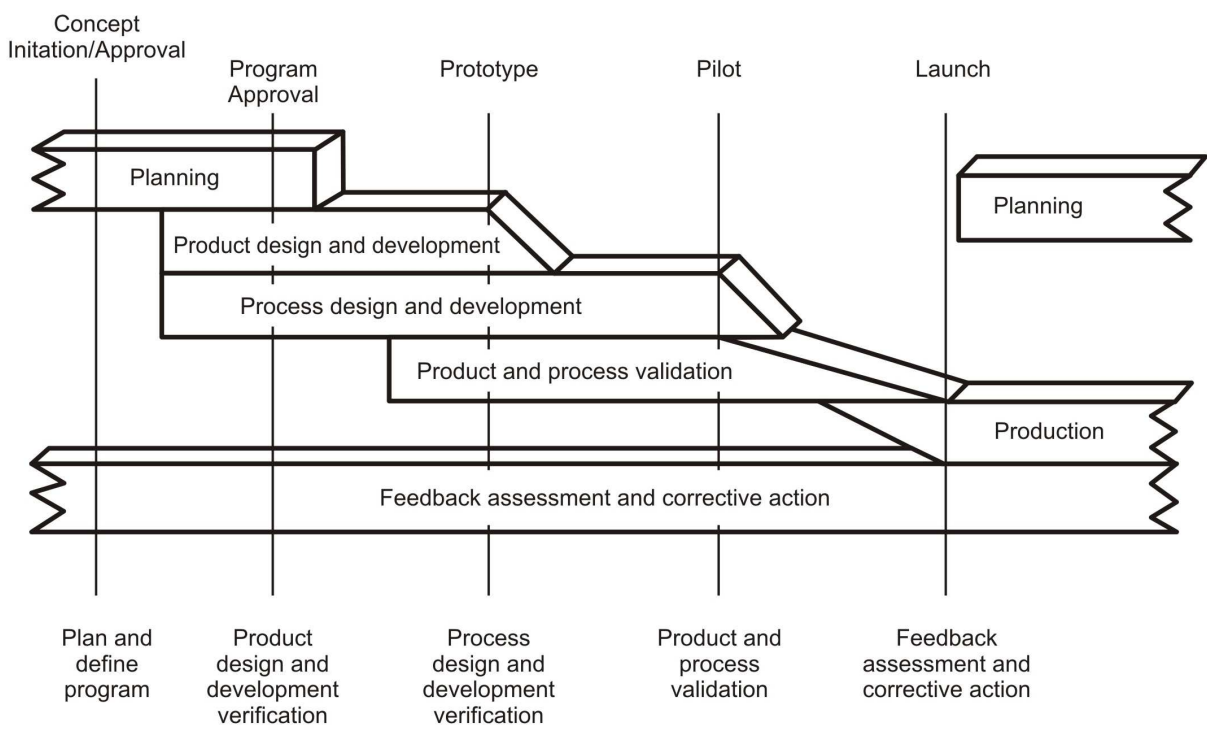 Concept
Initation/Approval
Program
Approval
Prototype
Pilot
Launch
Planning
Planning
Product design and development
Process design and development
Product and process validation
Production
Feedback assessment and corrective action
Plan and
define
program
Product
design and
development
verification
Process
design and
development
verification
Product and
process
validation
Feedback
assessment and
corrective action